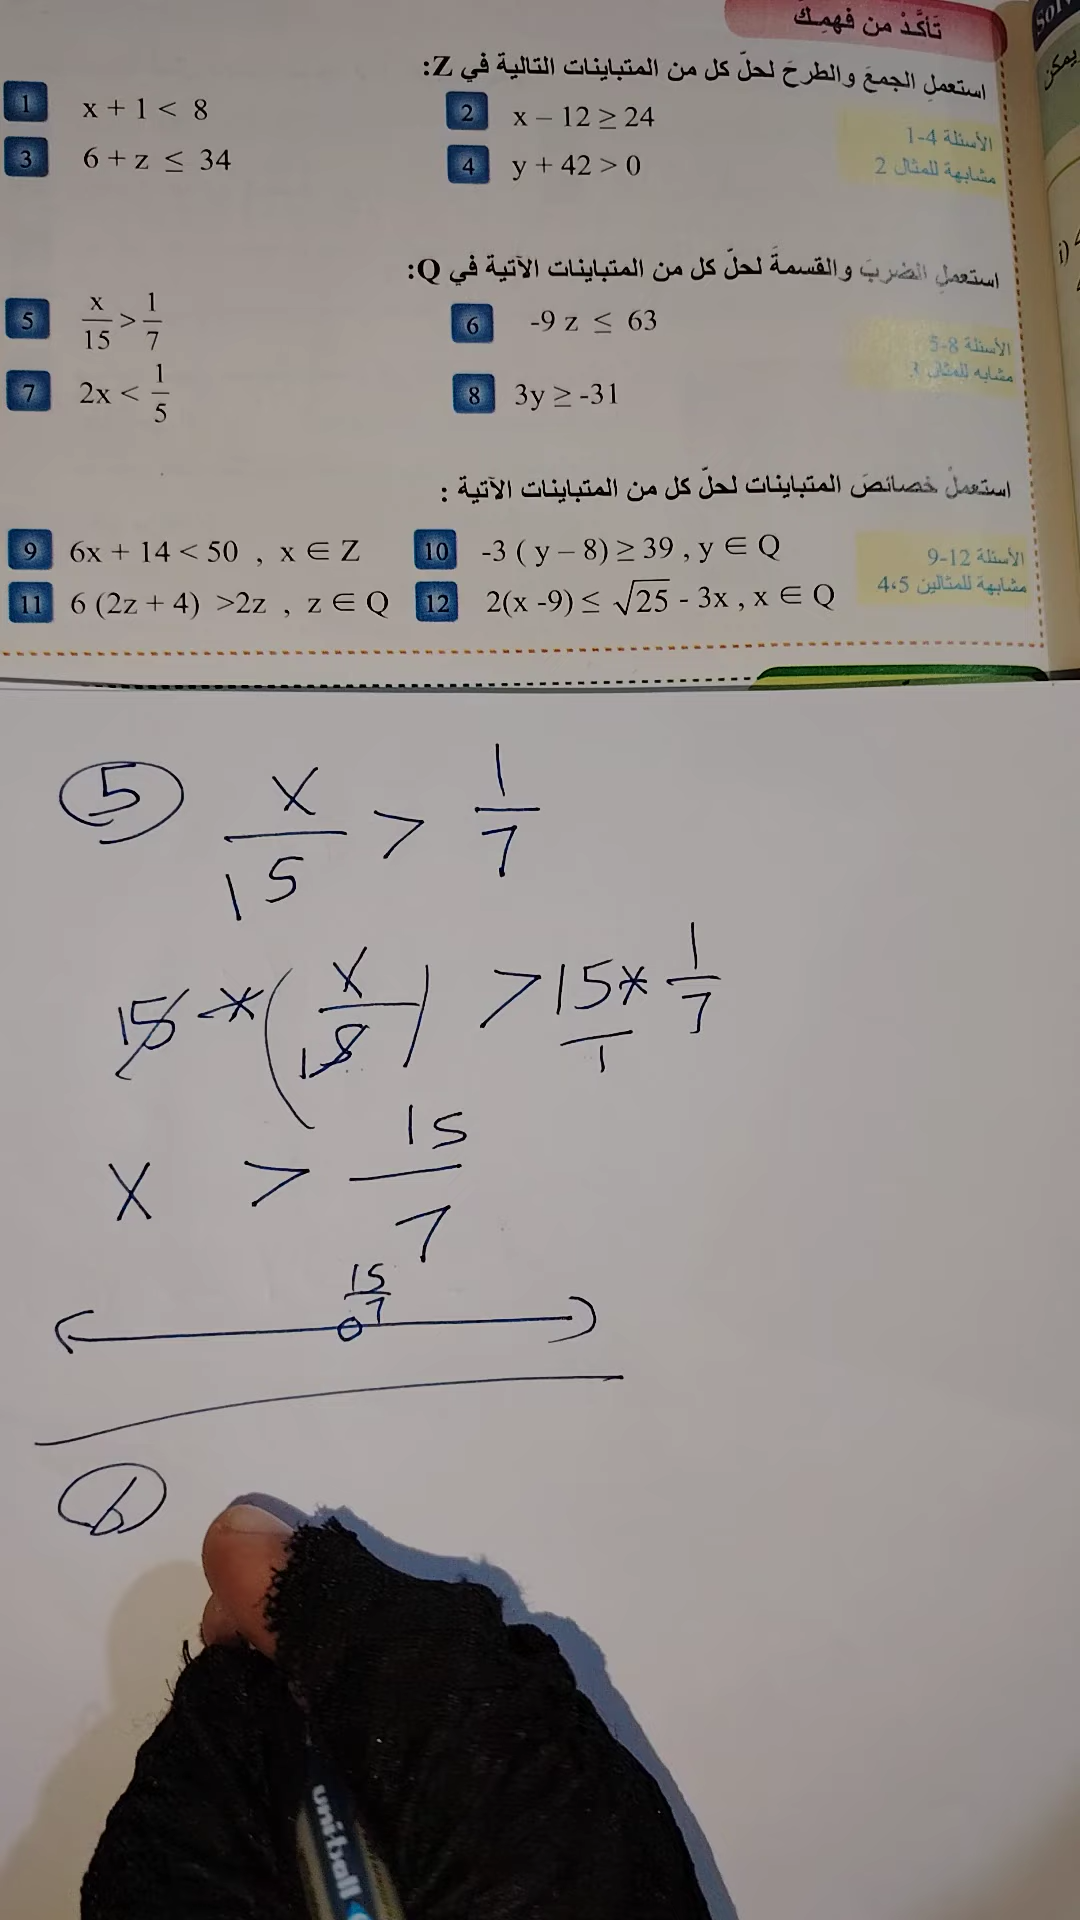 تَأكَّدْ من فهمِكَ
استعملِ الجمعَ والطرحَ لحلّ كل من المتباينات التالية في Z:
1 x + 1 < 8
2 x – 12 ≥ 24
الأسئلة 4-1
مشابهة للمثال 2
3 6 + z ≤ 34
4 y + 42 > 0
استعملِ الضربَ والقسمةَ لحلّ كل من المتباينات الآتية في Q:
5 x/15 > 1/7
6 -9 z ≤ 63
الأسئلة 8-5
مشابه للمثال 3
7 2x < 1/5
8 3y ≥ -31
استعملْ خصائصَ المتباينات لحلّ كل من المتباينات الآتية :
9 6x + 14 < 50 , x ∈ Z
10 -3 ( y – 8) ≥ 39 , y ∈ Q
الأسئلة 12-9
مشابهة للمثالين 4،5
11 6 (2z + 4) >2z , z ∈ Q
12 2(x -9) ≤ √25 - 3x , x ∈ Q
Solv
يمكن
i)
5 x/15 > 1/7
15 * (x/15) > 15/1 * 1/7
x > 15/7
15/7
6
uni-ball